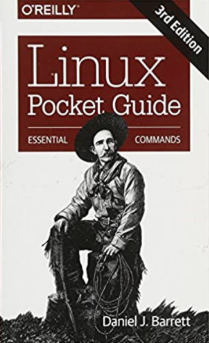 O'REILLY®
3rd Edition
Linux
Pocket Guide
ESSENTIAL COMMANDS
Daniel J. Barrett